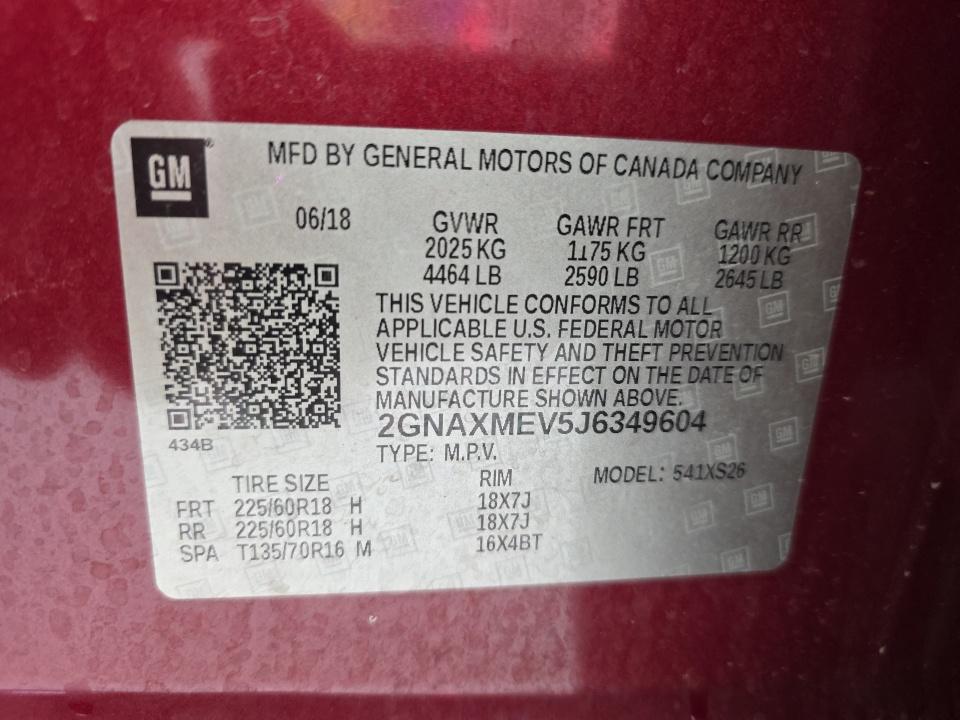 GM
MFD BY GENERAL MOTORS OF CANADA COMPANY
06/18 GVWR GAWR FRT GAWR RR
2025 KG 1175 KG 1200 KG
4464 LB 2590 LB 2645 LB
THIS VEHICLE CONFORMS TO ALL
APPLICABLE U.S. FEDERAL MOTOR
VEHICLE SAFETY AND THEFT PREVENTION
STANDARDS IN EFFECT ON THE DATE OF
MANUFACTURE SHOWN ABOVE.
2GNAXMEV5J6349604
434B
TYPE: M.P.V.
TIRE SIZE RIM MODEL: 541XS26
FRT 225/60R18 H 18X7J
RR 225/60R18 H 18X7J
SPA T135/70R16 M 16X4BT